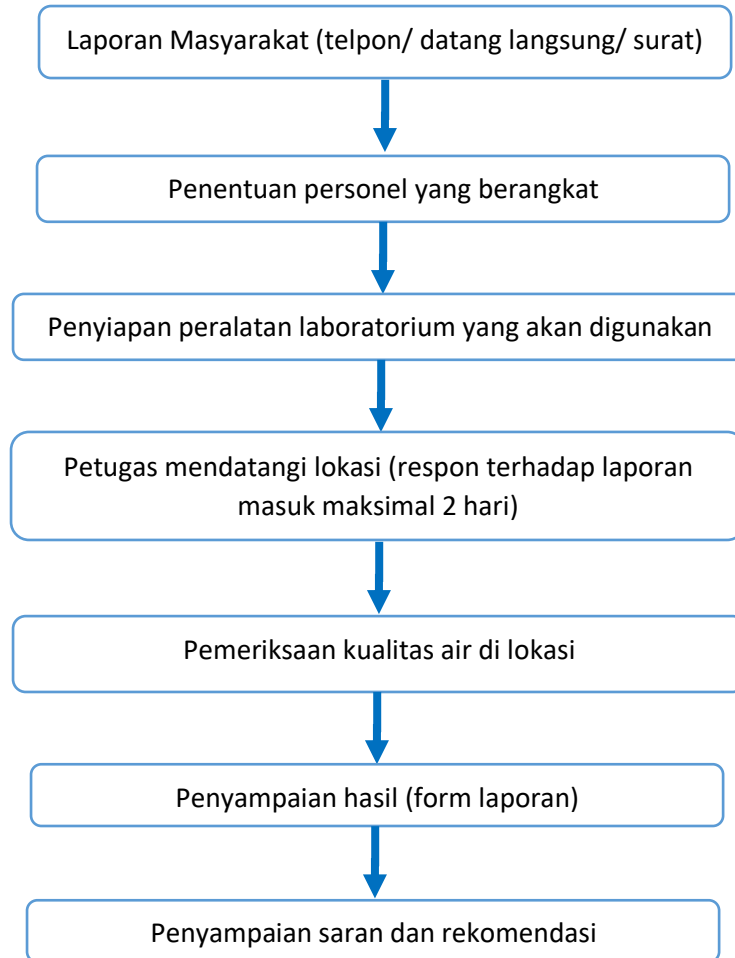 Laporan Masyarakat (telpon/ datang langsung/ surat)
Penentuan personel yang berangkat
Penyiapan peralatan laboratorium yang akan digunakan
Petugas mendatangi lokasi (respon terhadap laporan
masuk maksimal 2 hari)
Pemeriksaan kualitas air di lokasi
Penyampaian hasil (form laporan)
Penyampaian saran dan rekomendasi